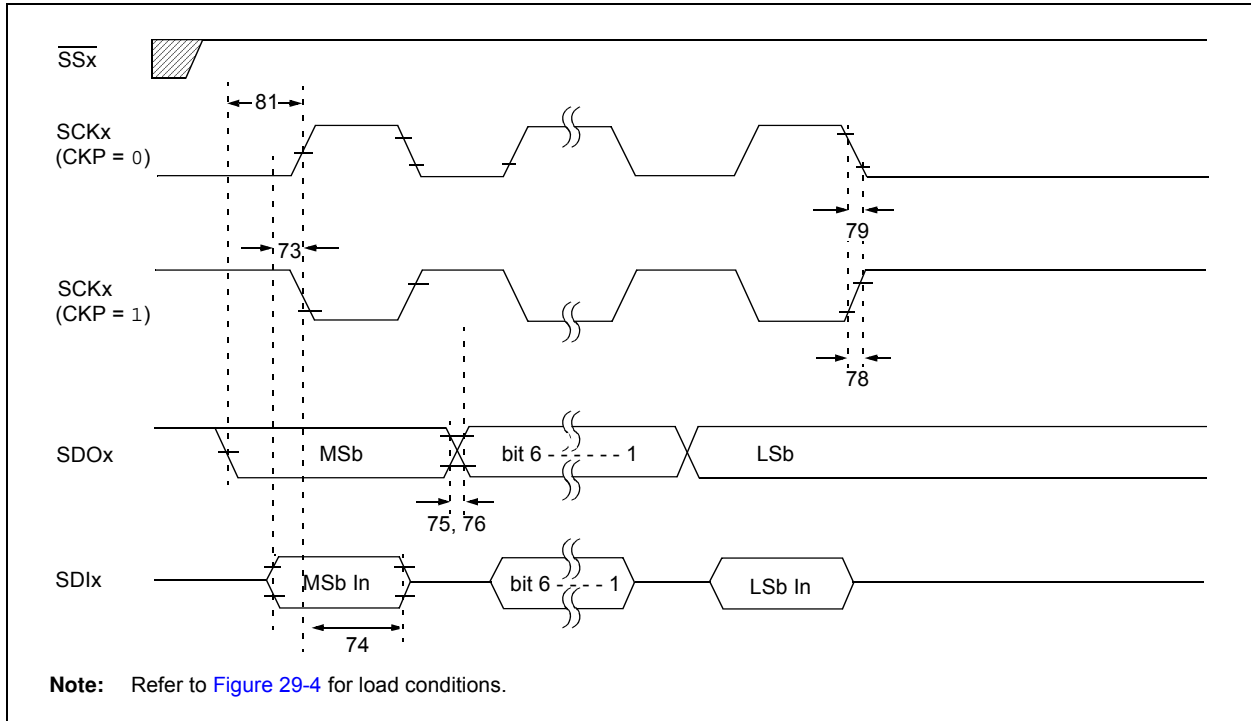 SSx
81
SCKx
(CKP = 0)
79
73
SCKx
(CKP = 1)
78
SDOx
MSb
bit 6 - - - - - - 1
LSb
75, 76
SDIx
MSb In
bit 6 - - - - 1
LSb In
74
Note: Refer to Figure 29-4 for load conditions.